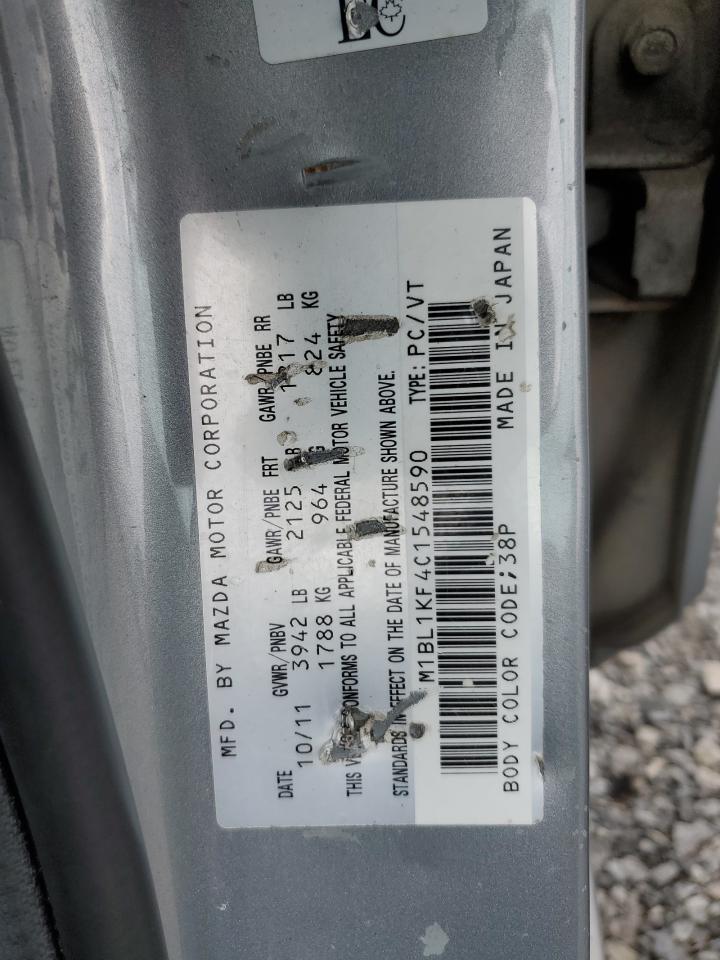 MFD. BY MAZDA MOTOR CORPORATION
DATE GVWR/PNBV GAWR/PNBE FRT GAWR/PNBE RR
10/11 3942 LB 2125 LB LB
1788 KG 964 KG 824 KG
THIS CONFORMS TO ALL APPLICABLE FEDERAL MOTOR VEHICLE SAFETY
STANDARDS IN EFFECT ON THE DATE OF MANUFACTURE SHOWN ABOVE.
M1BL1KF4C1548590 TYPE: PC/VT
BODY COLOR CODE;38P MADE IN JAPAN